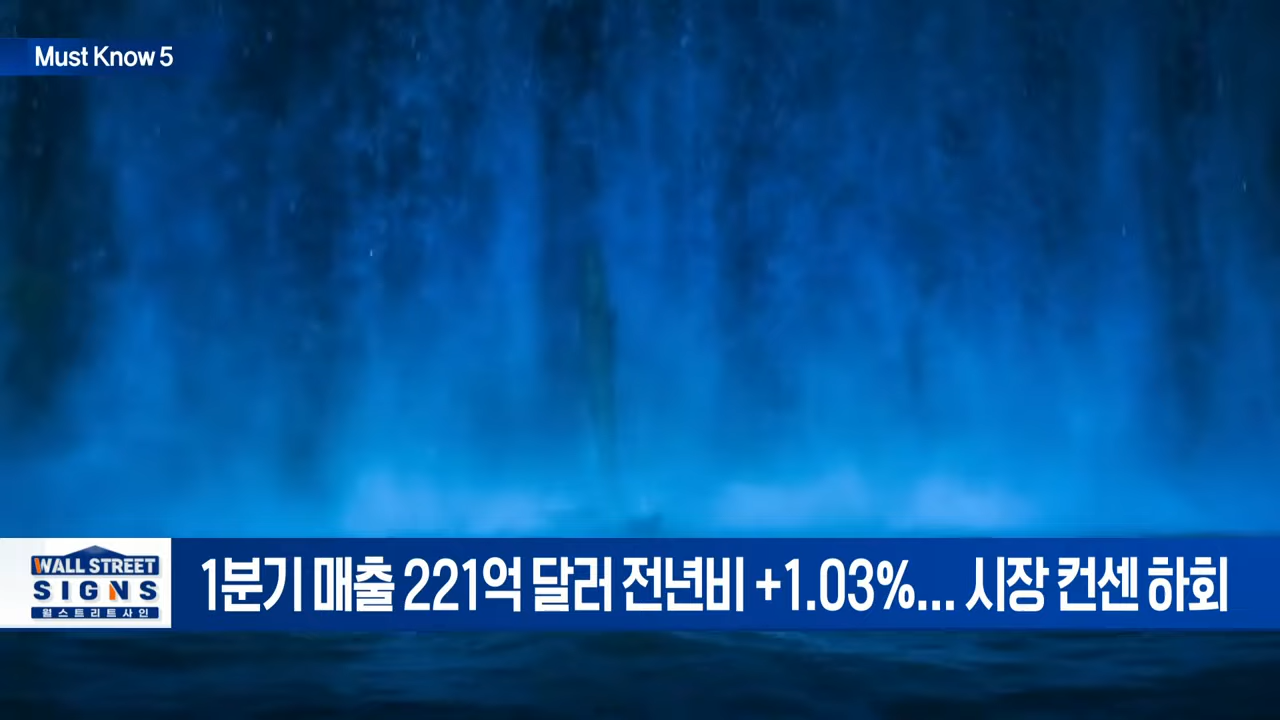 Must Know 5
WALL STREET
SIGNS
월스트리트사인
1분기 매출 221억 달러 전년비 +1.03%... 시장 컨센 하회